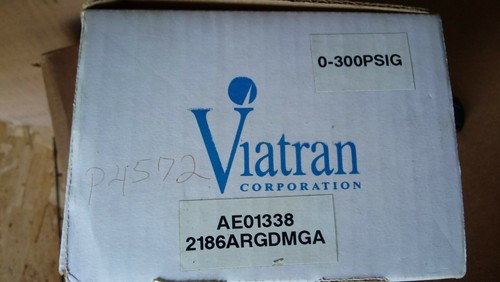 0-300PSIG
Viatran
CORPORATION
P4572
AE01338
2186ARGDMGA